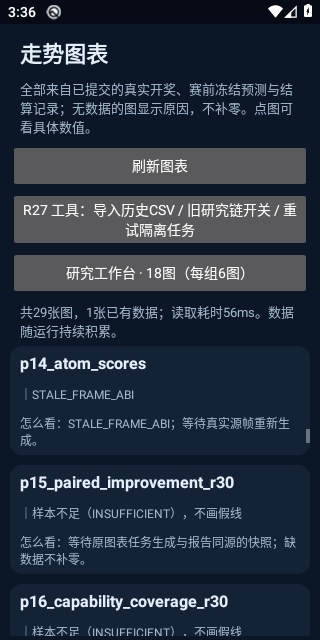 3:36
走势图表
全部来自已提交的真实开奖、赛前冻结预测与结
算记录；无数据的图显示原因，不补零。点图可
看具体数值。
刷新图表
R27 工具：导入历史CSV / 旧研究链开关 / 重
试隔离任务
研究工作台 · 18图（每组6图）
共29张图，1张已有数据；读取耗时56ms。数据
随运行持续积累。
p14_atom_scores
｜STALE_FRAME_ABI
怎么看：STALE_FRAME_ABI；等待真实源帧重新生
成。
p15_paired_improvement_r30
｜样本不足（INSUFFICIENT），不画假线
怎么看：等待原图表任务生成与报告同源的快照；缺
数据不补零。
p16_capability_coverage_r30
｜样本不足（INSUFFICIENT），不画假线